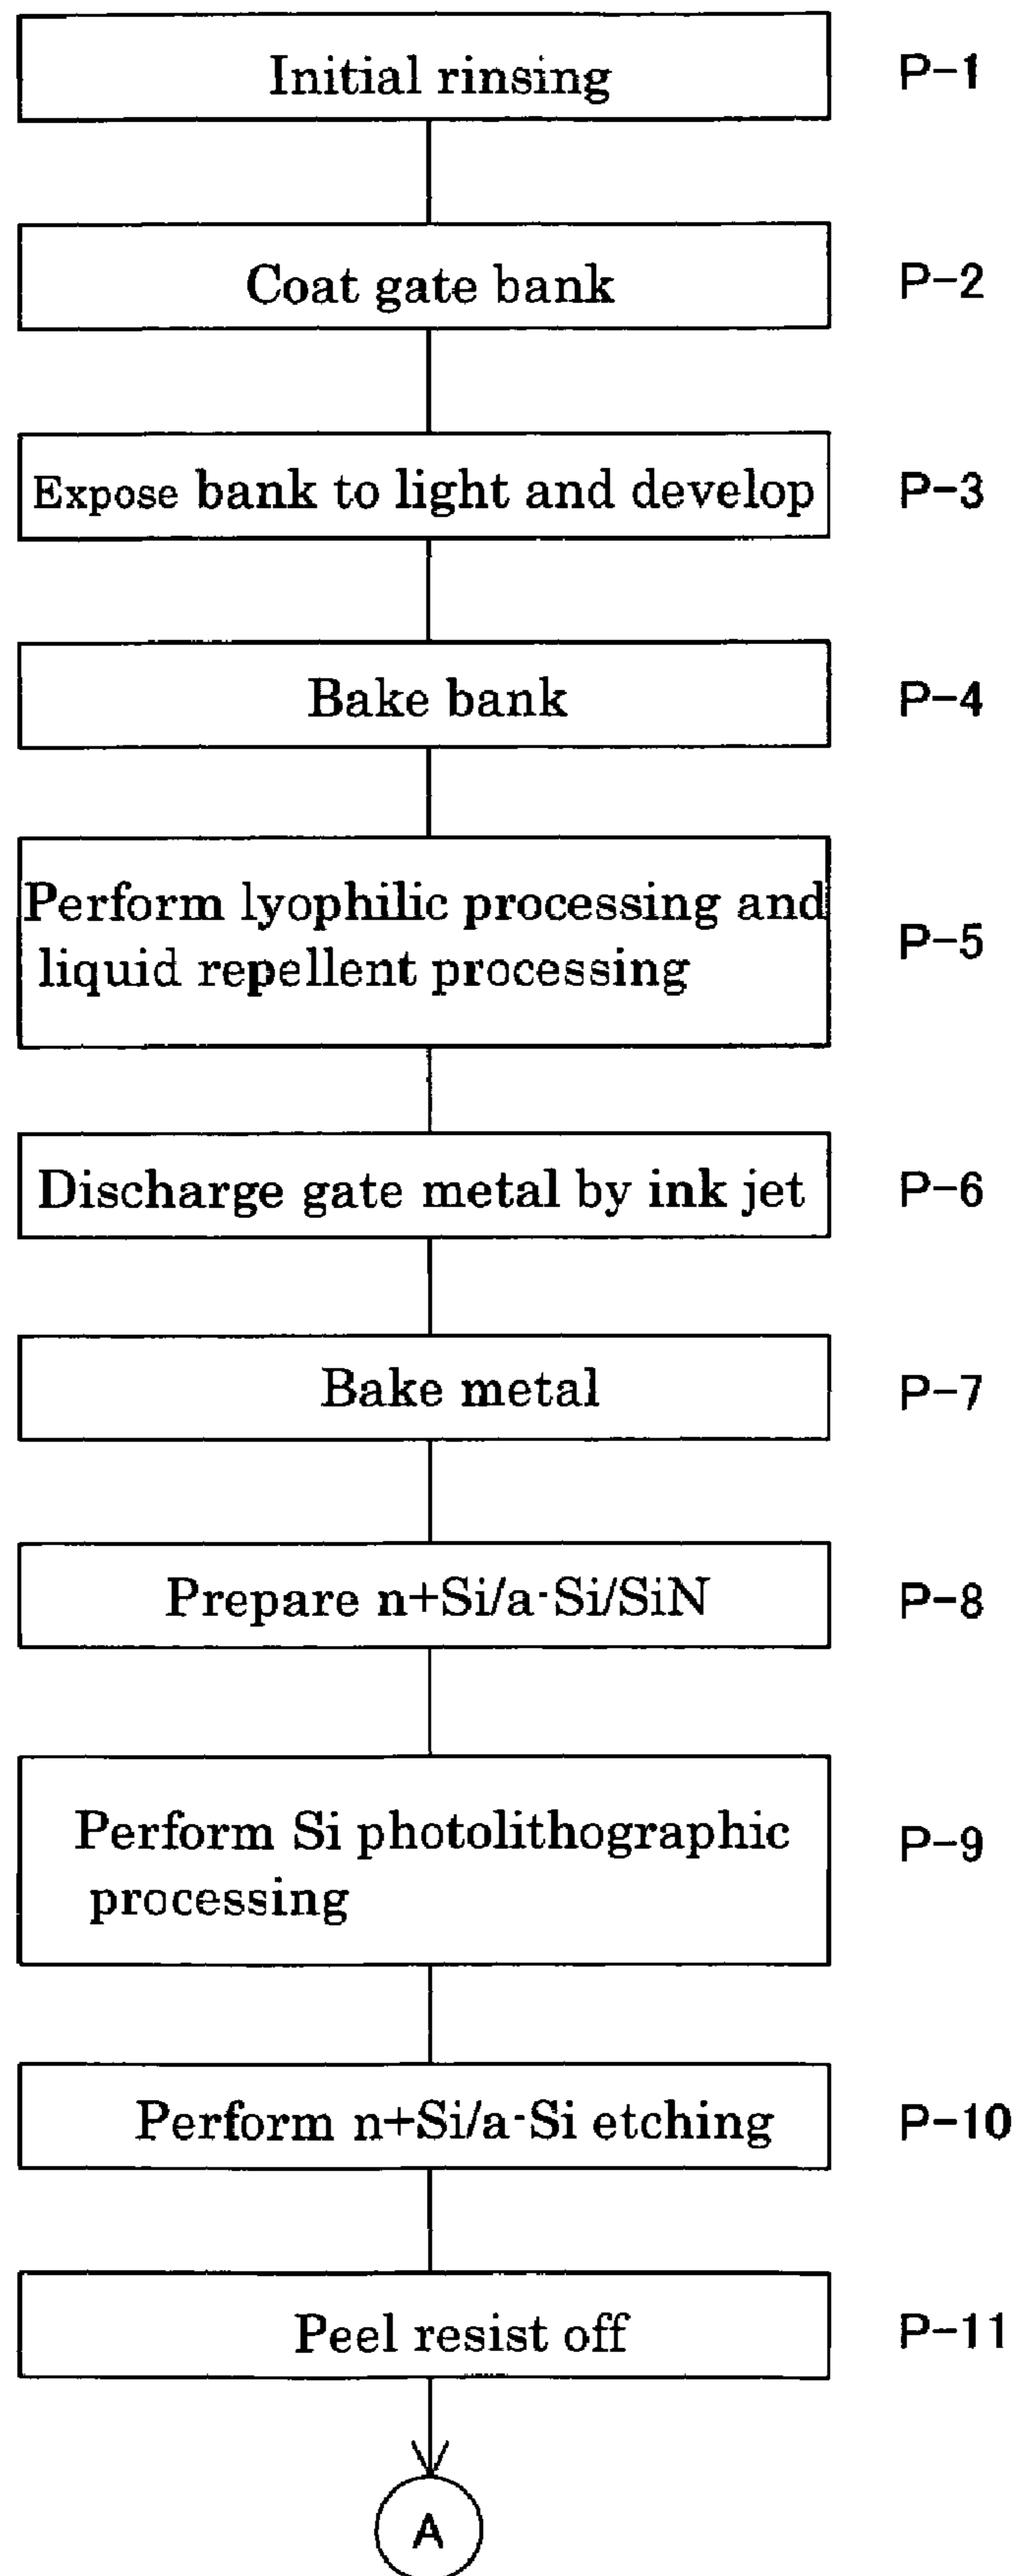 Initial rinsing P-1
Coat gate bank P-2
Expose bank to light and develop P-3
Bake bank P-4
Perform lyophilic processing and
liquid repellent processing P-5
Discharge gate metal by ink jet P-6
Bake metal P-7
Prepare n+Si/a-Si/SiN P-8
Perform Si photolithographic
processing P-9
Perform n+Si/a-Si etching P-10
Peel resist off P-11
A